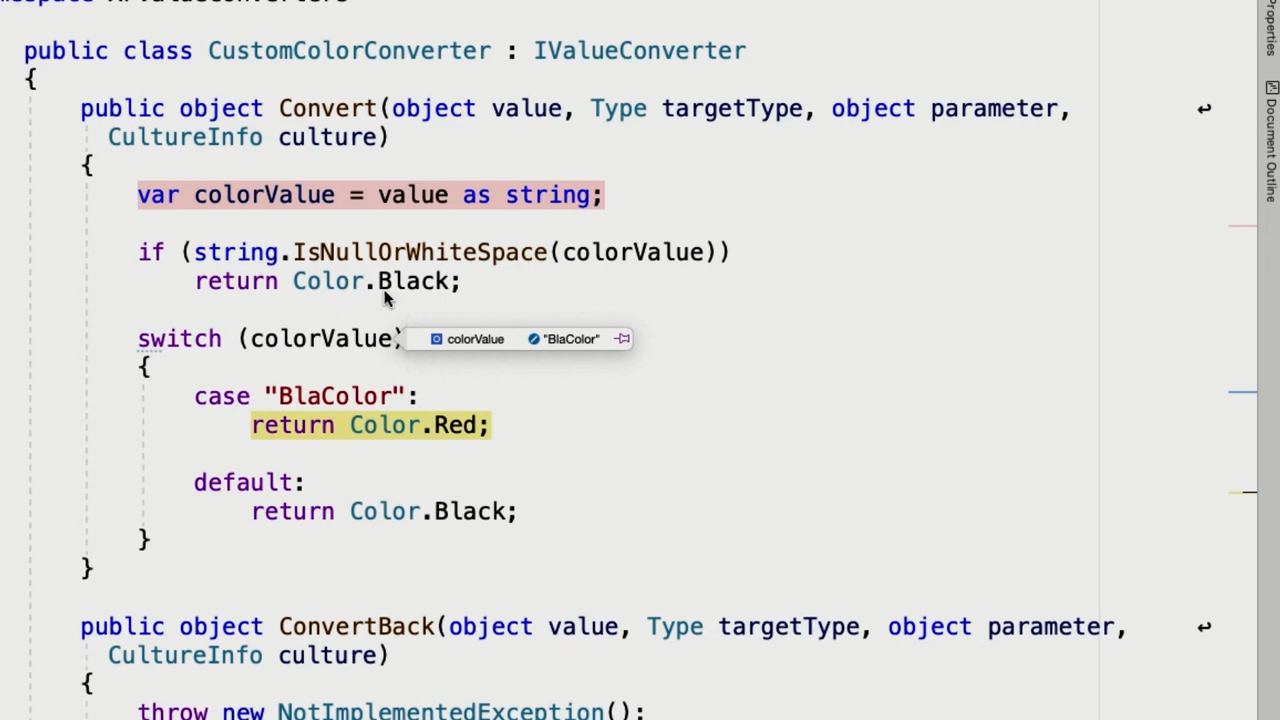 public class CustomColorConverter : IValueConverter
{
public object Convert(object value, Type targetType, object parameter,
CultureInfo culture)
{
var colorValue = value as string;
if (string.IsNullOrWhiteSpace(colorValue))
return Color.Black;
switch (colorValue)
colorValue "BlaColor"
{
case "BlaColor":
return Color.Red;
default:
return Color.Black;
}
}
public object ConvertBack(object value, Type targetType, object parameter,
CultureInfo culture)
{
throw new NotImplementedException();
Properties
Document Outline